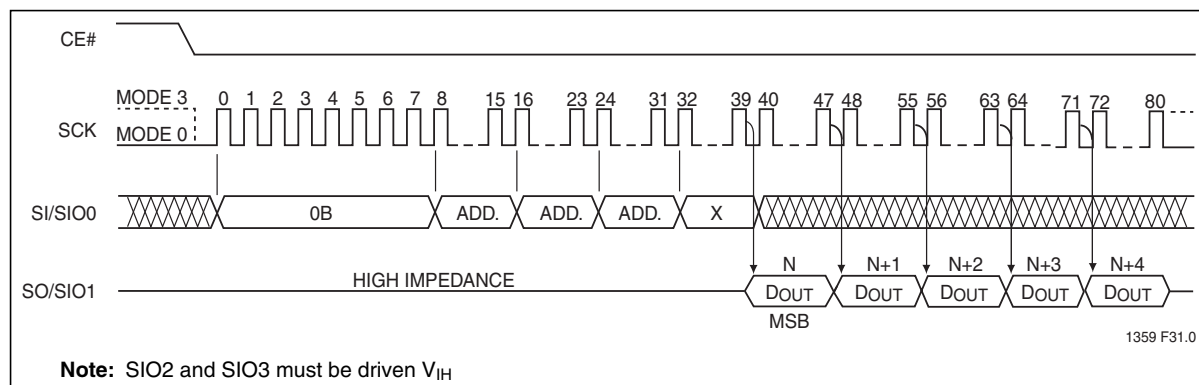 CE#
MODE 3
0 1 2 3 4 5 6 7 8 15 16 23 24 31 32 39 40 47 48 55 56 63 64 71 72 80
SCK
MODE 0
SI/SIO0
0B ADD. ADD. ADD. X
N N+1 N+2 N+3 N+4
HIGH IMPEDANCE
SO/SIO1
DOUT DOUT DOUT DOUT DOUT
MSB
1359 F31.0
Note: SIO2 and SIO3 must be driven VIH